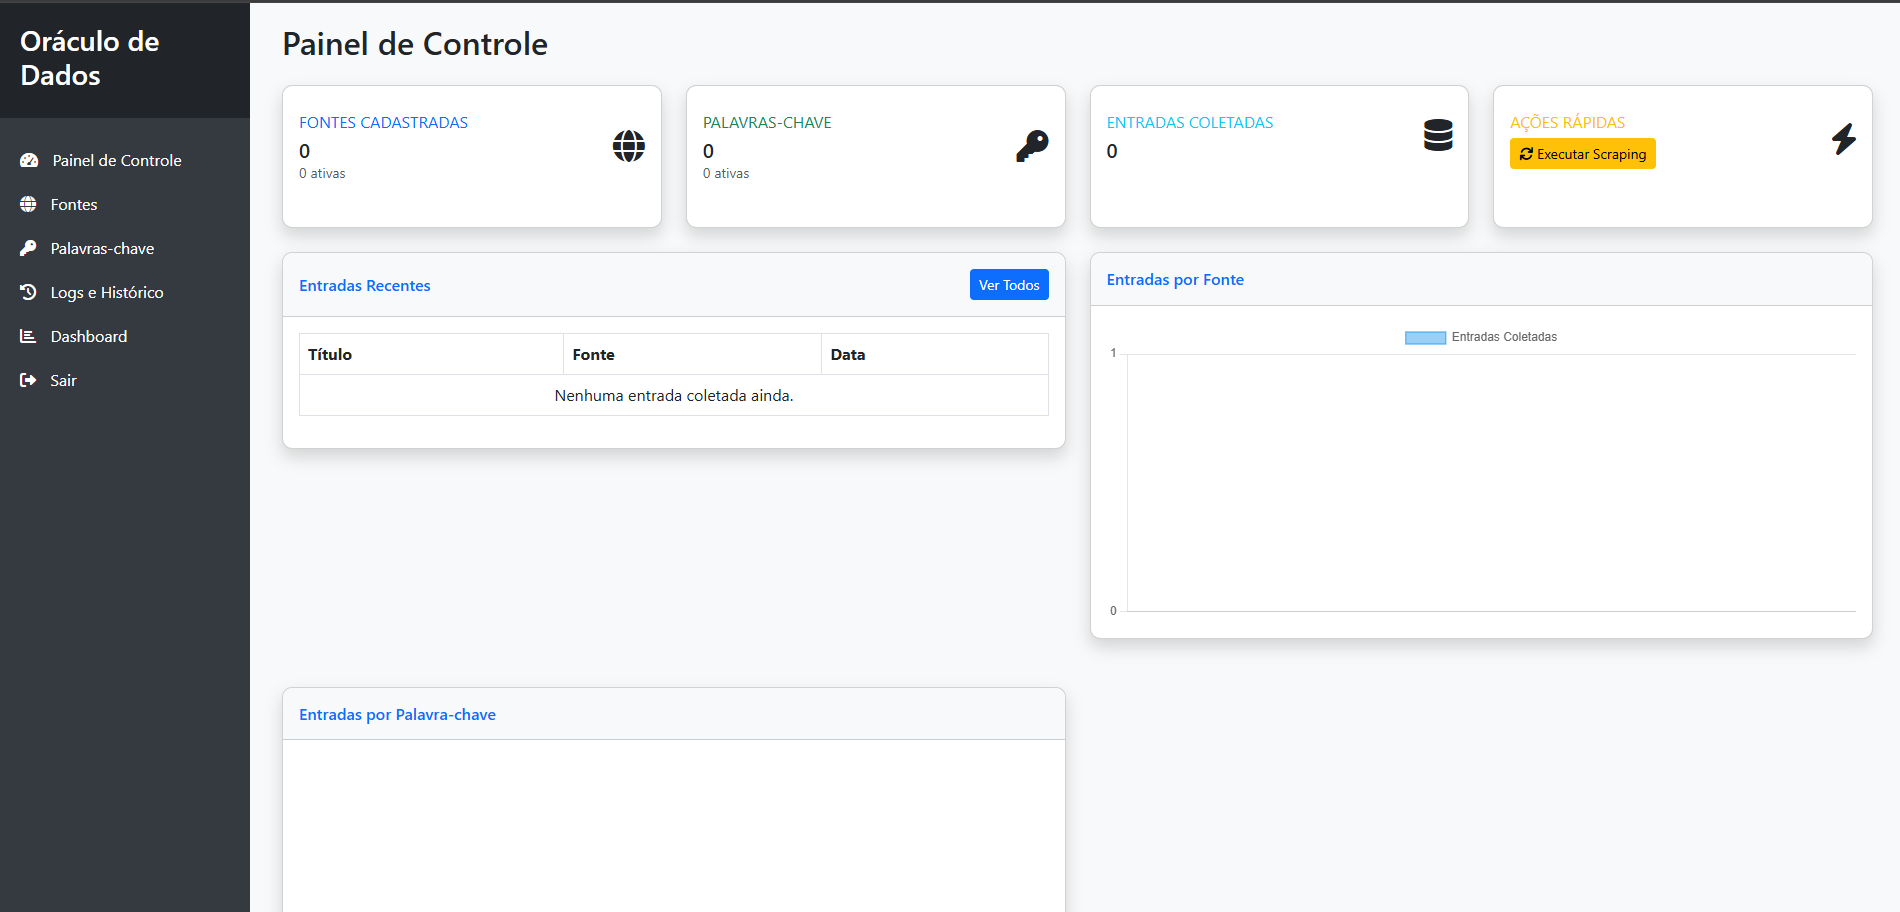 Oráculo de
Dados
Painel de Controle
Fontes
Palavras-chave
Logs e Histórico
Dashboard
Sair
Painel de Controle
FONTES CADASTRADAS
0
0 ativas
PALAVRAS-CHAVE
0
0 ativas
ENTRADAS COLETADAS
0
AÇÕES RÁPIDAS
Executar Scraping
Entradas Recentes
Ver Todos
Título Fonte Data
Nenhuma entrada coletada ainda.
Entradas por Fonte
Entradas Coletadas
1
0
Entradas por Palavra-chave